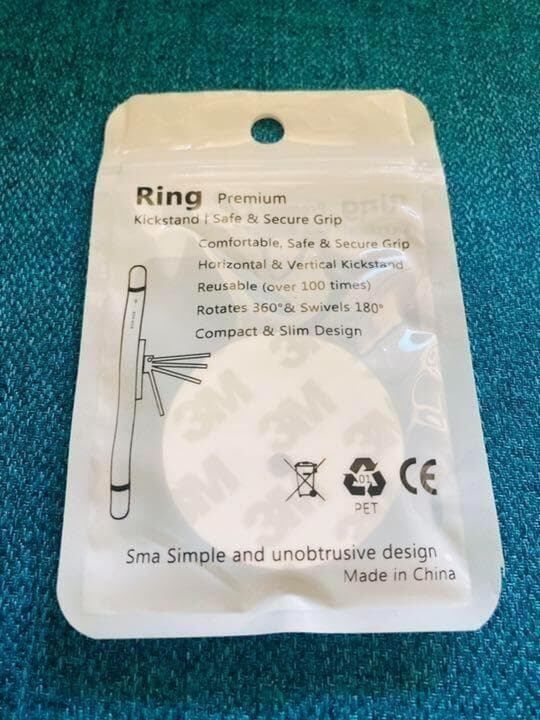 Ring Premium
Kickstand | Safe & Secure Grip
Comfortable, Safe & Secure Grip
Horizontal & Vertical Kickstand
Reusable (over 100 times)
Rotates 360°& Swivels 180°
Compact & Slim Design
3M 3M
3M 3M
3M
01
CE
PET
Sma Simple and unobtrusive design
Made in China